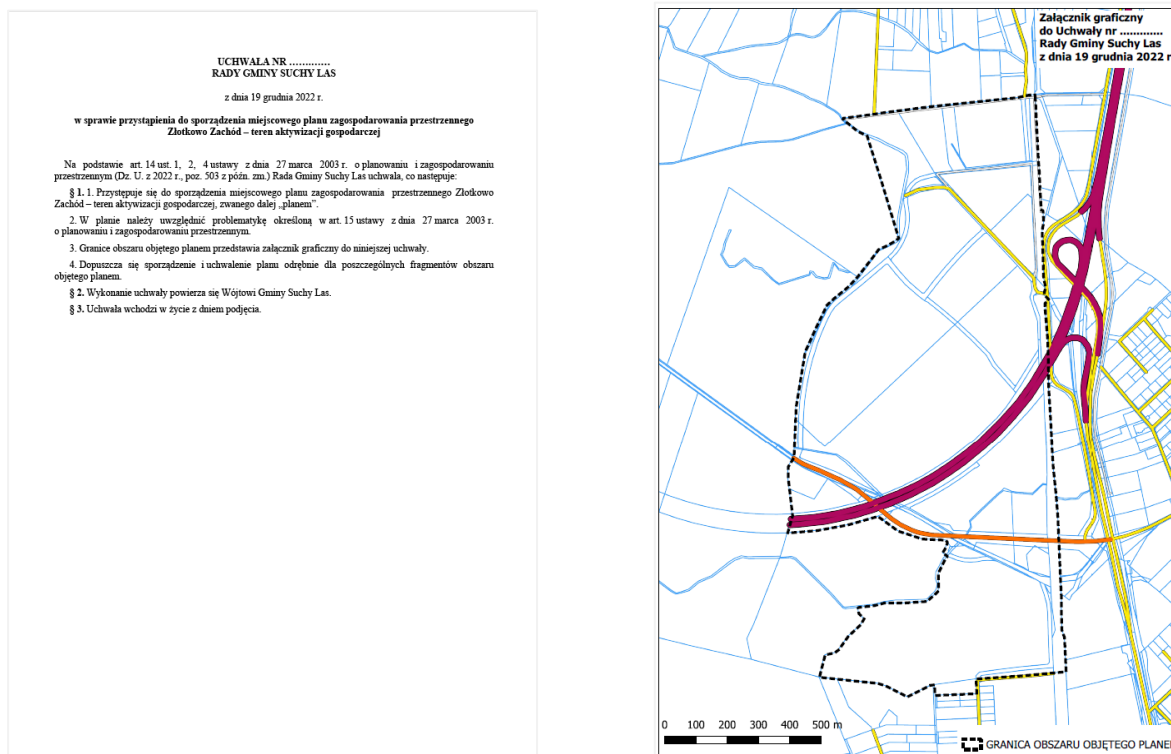 UCHWAŁA NR .............
RADY GMINY SUCHY LAS
z dnia 19 grudnia 2022 r.
w sprawie przystąpienia do sporządzenia miejscowego planu zagospodarowania przestrzennego
Złotkowo Zachód – teren aktywizacji gospodarczej
Na podstawie art. 14 ust. 1, 2, 4 ustawy z dnia 27 marca 2003 r. o planowaniu i zagospodarowaniu
przestrzennym (Dz. U. z 2022 r., poz. 503 z późn. zm.) Rada Gminy Suchy Las uchwala, co następuje:
§ 1. 1. Przystępuje się do sporządzenia miejscowego planu zagospodarowania przestrzennego Złotkowo
Zachód – teren aktywizacji gospodarczej, zwanego dalej „planem”.
2. W planie należy uwzględnić problematykę określoną w art. 15 ustawy z dnia 27 marca 2003 r.
o planowaniu i zagospodarowaniu przestrzennym.
3. Granice obszaru objętego planem przedstawia załącznik graficzny do niniejszej uchwały.
4. Dopuszcza się sporządzenie i uchwalenie planu odrębnie dla poszczególnych fragmentów obszaru
objętego planem.
§ 2. Wykonanie uchwały powierza się Wójtowi Gminy Suchy Las.
§ 3. Uchwała wchodzi w życie z dniem podjęcia.
Załącznik graficzny
do Uchwały nr .............
Rady Gminy Suchy Las
z dnia 19 grudnia 2022 r
0 100 200 300 400 500 m
GRANICA OBSZARU OBJĘTEGO PLANEM